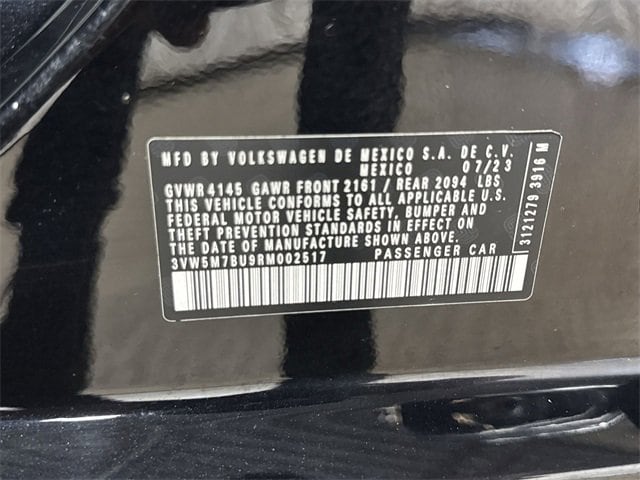 MFD BY VOLKSWAGEN DE MEXICO S.A. DE C.V.
MEXICO 07/23
GVWR 4145 GAWR FRONT 2161 / REAR 2094 LBS
THIS VEHICLE CONFORMS TO ALL APPLICABLE U.S.
FEDERAL MOTOR VEHICLE SAFETY, BUMPER AND
THEFT PREVENTION STANDARDS IN EFFECT ON
THE DATE OF MANUFACTURE SHOWN ABOVE.
3VW5M7BU9RM002517 PASSENGER CAR
3121279 3916 M